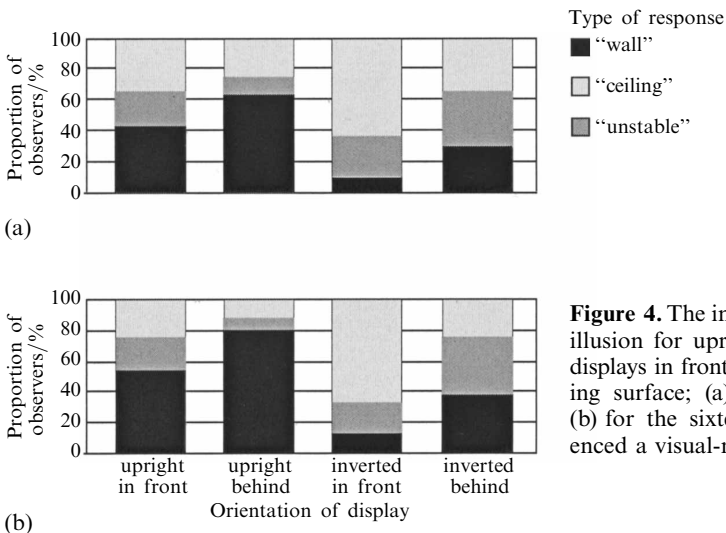 Type of response
"wall"
"ceiling"
"unstable"
Proportion of
observers/%
100
80
60
40
20
0
(a)
Proportion of
observers/%
100
80
60
40
20
0
upright
in front
upright
behind
inverted
in front
inverted
behind
Orientation of display
(b)
Figure 4. The in
illusion for upr
displays in front
ing surface; (a)
(b) for the sixte
enced a visual-r